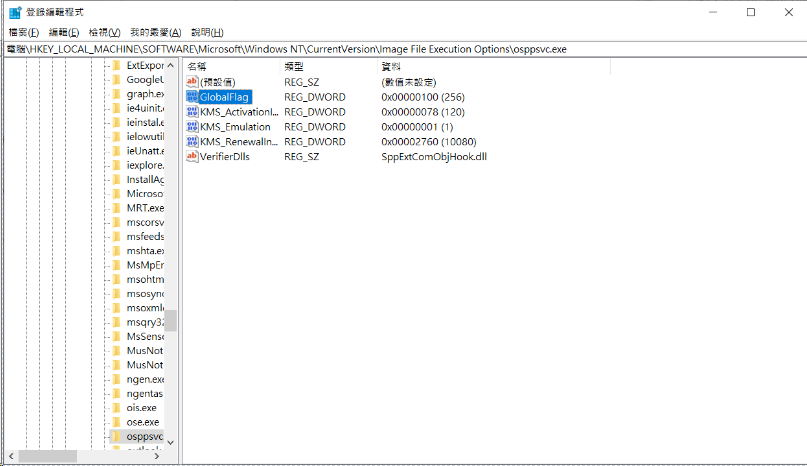 登錄編輯程式
檔案(F) 編輯(E) 檢視(V) 我的最愛(A) 說明(H)
電腦\HKEY_LOCAL_MACHINE\SOFTWARE\Microsoft\Windows NT\CurrentVersion\Image File Execution Options\osppsvc.exe
ExtExpor
GoogleU
graph.ex
ie4uinit.e
ieinstal.e
ielowutil
ieUnatt.e
iexplore.
InstallAg
Microso
MRT.exe
mscorsv
msfeeds
mshta.ex
MsMpEn
msohtm
msosync
msoxmle
msqry32
MsSense
MusNot
MusNot
ngen.exe
ngentas
ois.exe
ose.exe
osppsvc
outlook
名稱 類型 資料
(預設值) REG_SZ (數值未設定)
GlobalFlag REG_DWORD 0x00000100 (256)
KMS_ActivationI... REG_DWORD 0x00000078 (120)
KMS_Emulation REG_DWORD 0x00000001 (1)
KMS_RenewalIn... REG_DWORD 0x00002760 (10080)
VerifierDlls REG_SZ SppExtComObjHook.dll